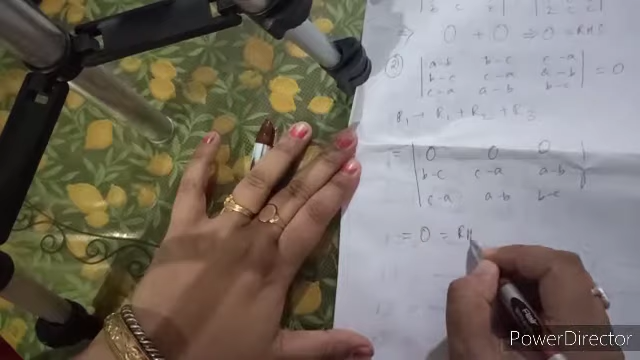 ⇒ 0 + 0 ⇒ 0 = RHS
② | a-b b-c c-a |
| b-c c-a a-b | = 0
| c-a a-b b-c |
R₁ → R₁ + R₂ + R₃
= | 0 0 0 |
| b-c c-a a-b |
| c-a a-b b-c |
= 0 = RH
PowerDirector